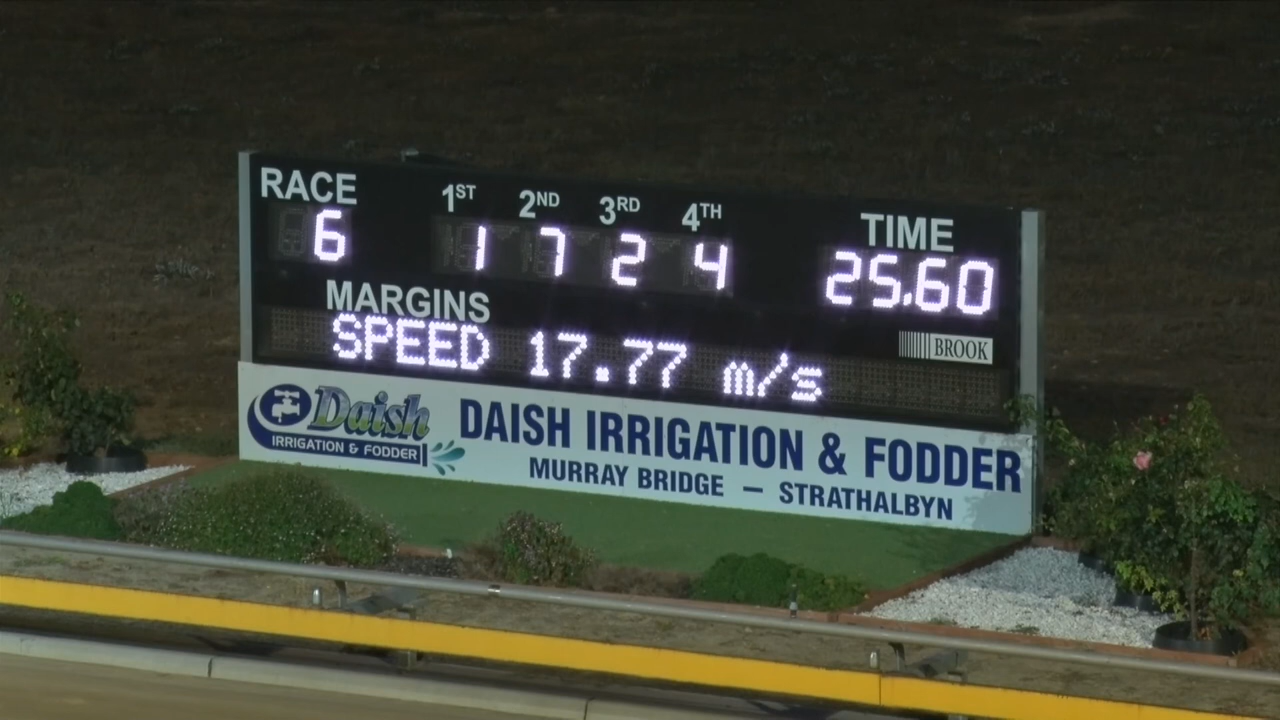 RACE 1ST 2ND 3RD 4TH TIME
6 1 7 2 4 25.60
MARGINS
SPEED 17.77 m/s
BROOK
Daish
IRRIGATION & FODDER
DAISH IRRIGATION & FODDER
MURRAY BRIDGE — STRATHALBYN